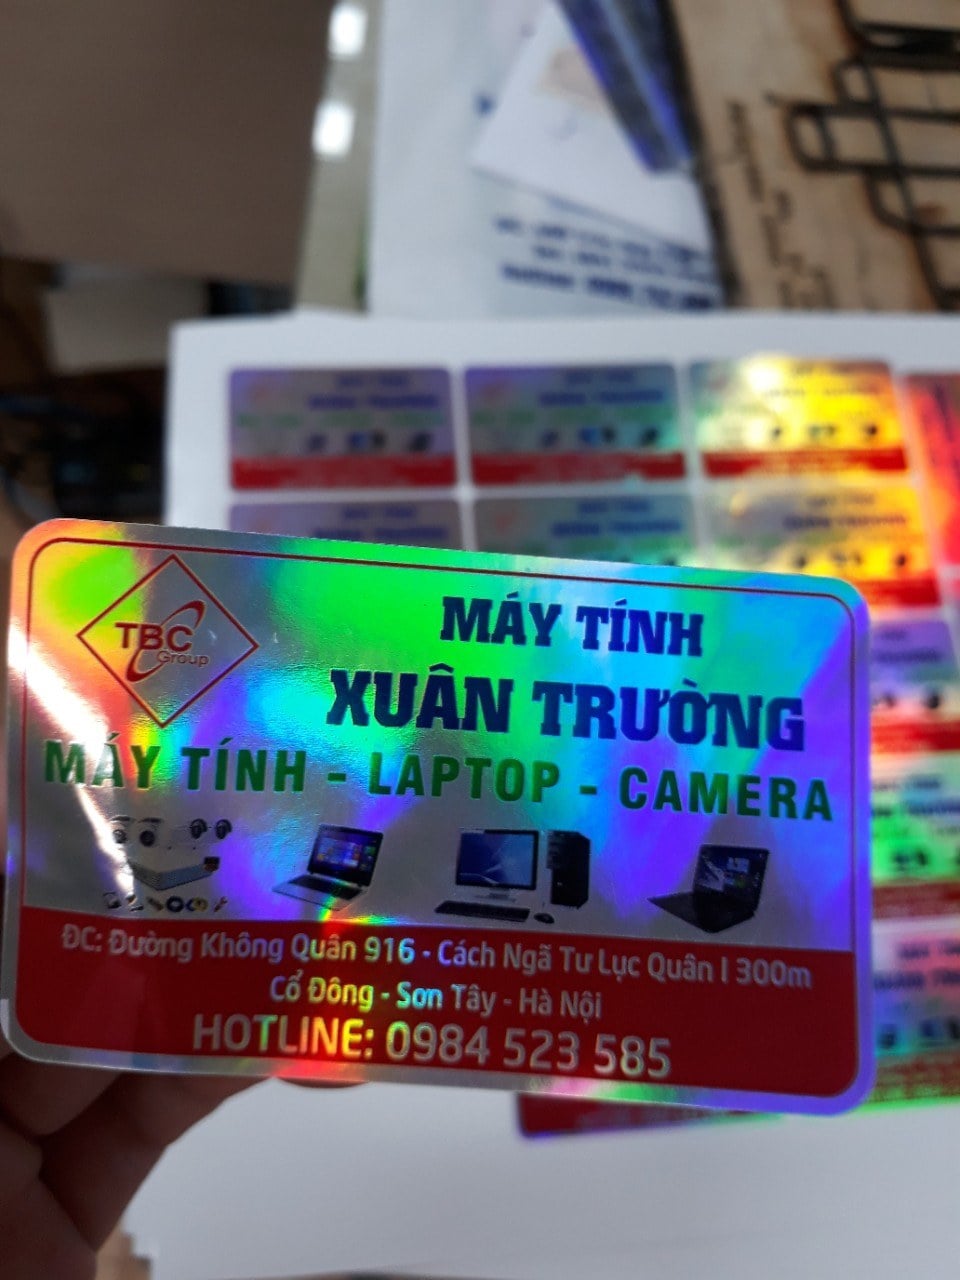 TBC
Group
MÁY TÍNH
XUÂN TRƯỜNG
MÁY TÍNH - LAPTOP - CAMERA
ĐC: Đường Không Quân 916 - Cách Ngã Tư Lục Quân I 300m
Cổ Đông - Sơn Tây - Hà Nội
HOTLINE: 0984 523 585